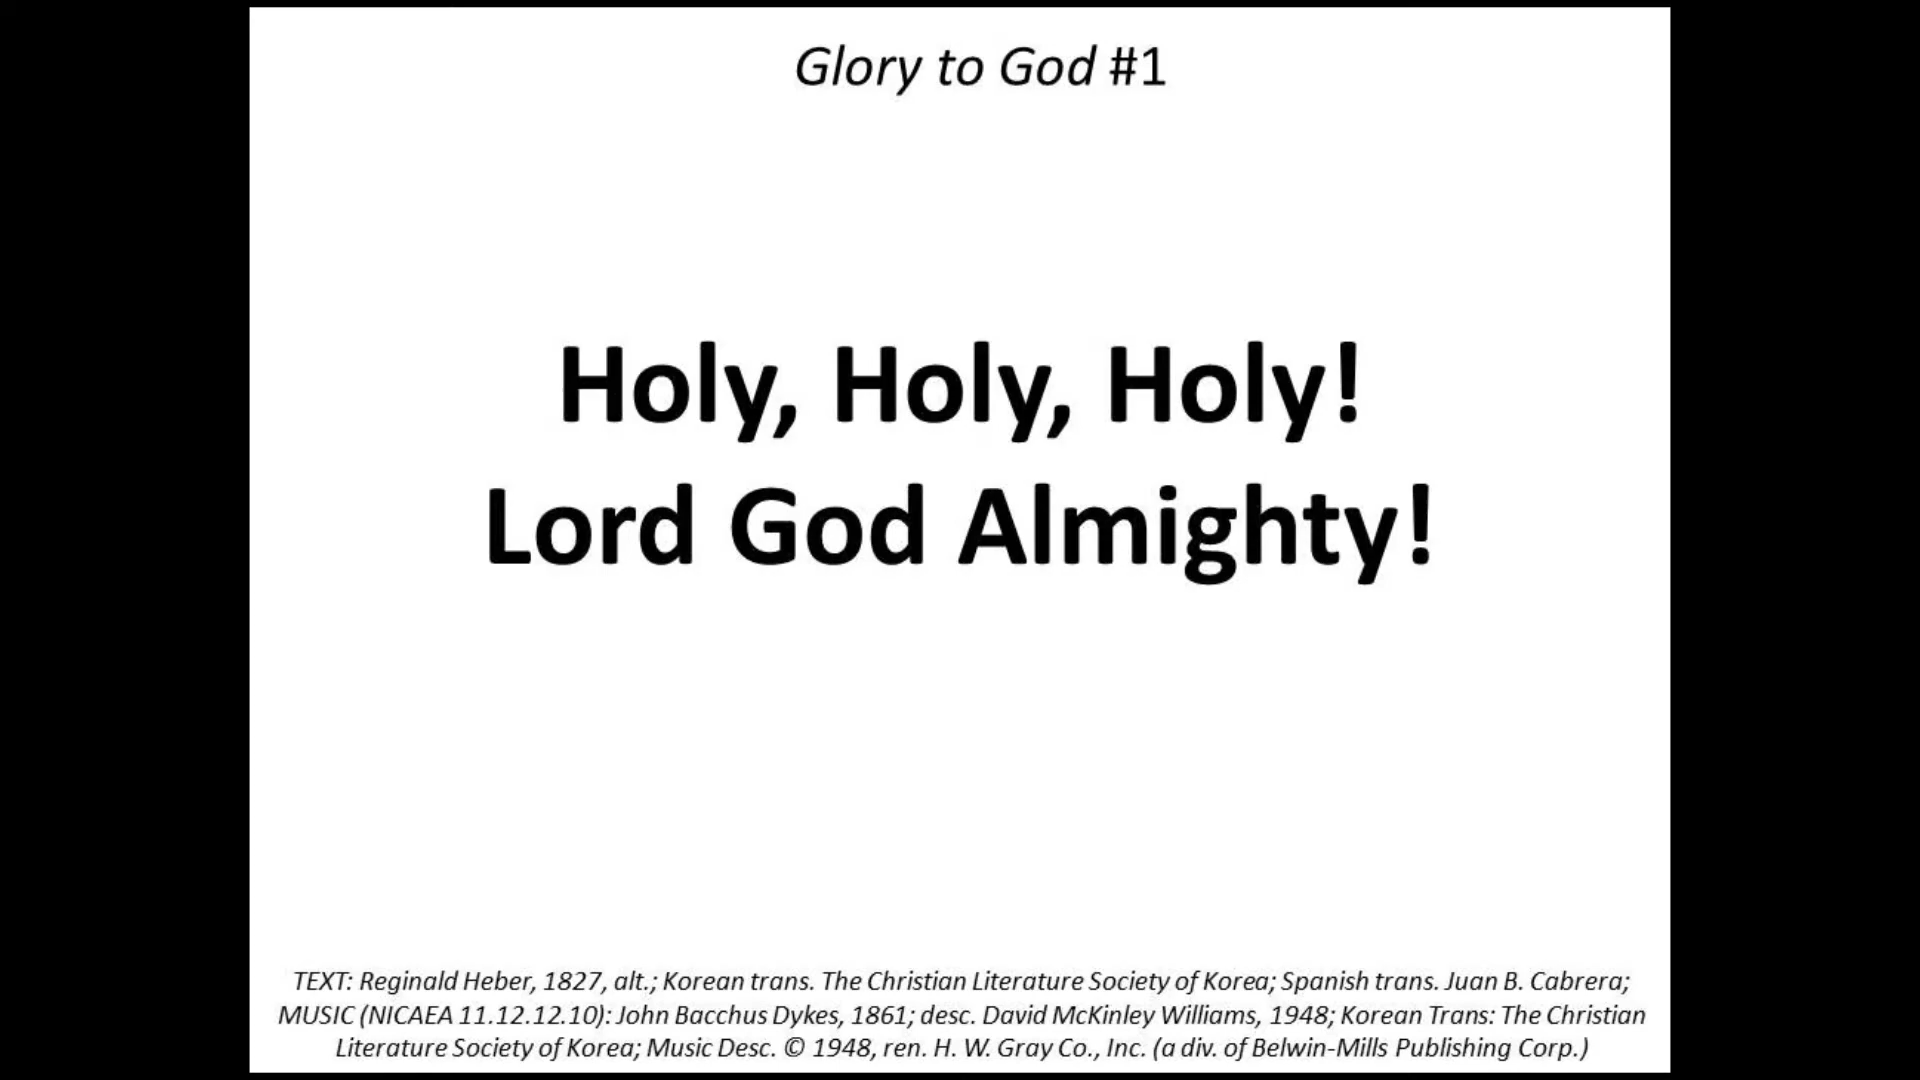 Glory to God #1
Holy, Holy, Holy!
Lord God Almighty!
TEXT: Reginald Heber, 1827, alt.; Korean trans. The Christian Literature Society of Korea; Spanish trans. Juan B. Cabrera;
MUSIC (NICAEA 11.12.12.10): John Bacchus Dykes, 1861; desc. David McKinley Williams, 1948; Korean Trans: The Christian
Literature Society of Korea; Music Desc. © 1948, ren. H. W. Gray Co., Inc. (a div. of Belwin-Mills Publishing Corp.)